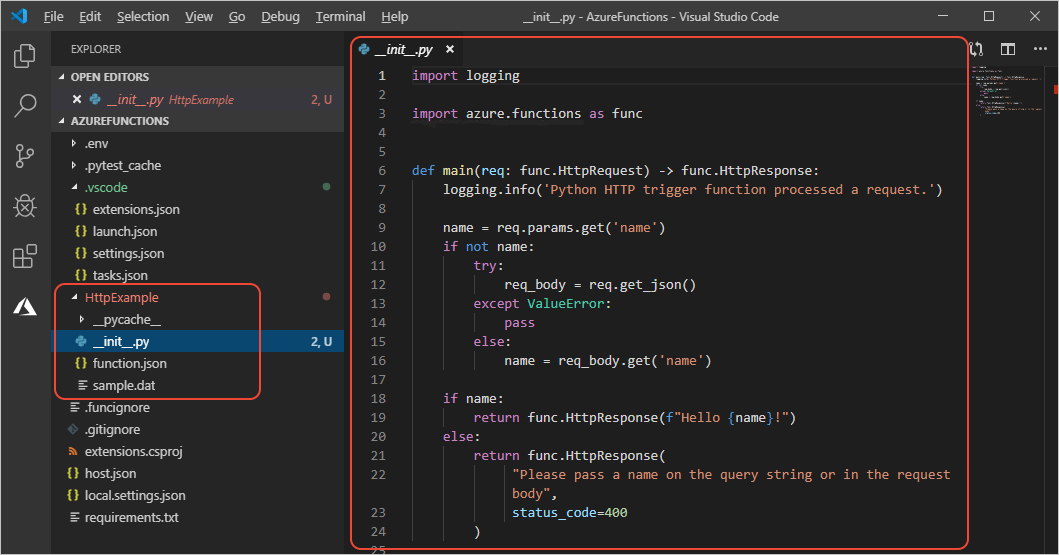 File Edit Selection View Go Debug Terminal Help __init__.py - AzureFunctions - Visual Studio Code
EXPLORER
OPEN EDITORS
__init__.py HttpExample 2, U
AZUREFUNCTIONS
.env
.pytest_cache
.vscode
{} extensions.json
{} launch.json
{} settings.json
{} tasks.json
HttpExample
__pycache__
__init__.py 2, U
{} function.json
sample.dat
.funcignore
.gitignore
extensions.csproj
{} host.json
{} local.settings.json
requirements.txt
__init__.py
1 import logging
2
3 import azure.functions as func
4
5
6 def main(req: func.HttpRequest) -> func.HttpResponse:
7 logging.info('Python HTTP trigger function processed a request.')
8
9 name = req.params.get('name')
10 if not name:
11 try:
12 req_body = req.get_json()
13 except ValueError:
14 pass
15 else:
16 name = req_body.get('name')
17
18 if name:
19 return func.HttpResponse(f"Hello {name}!")
20 else:
21 return func.HttpResponse(
22 "Please pass a name on the query string or in the request
body",
23 status_code=400
24 )
25